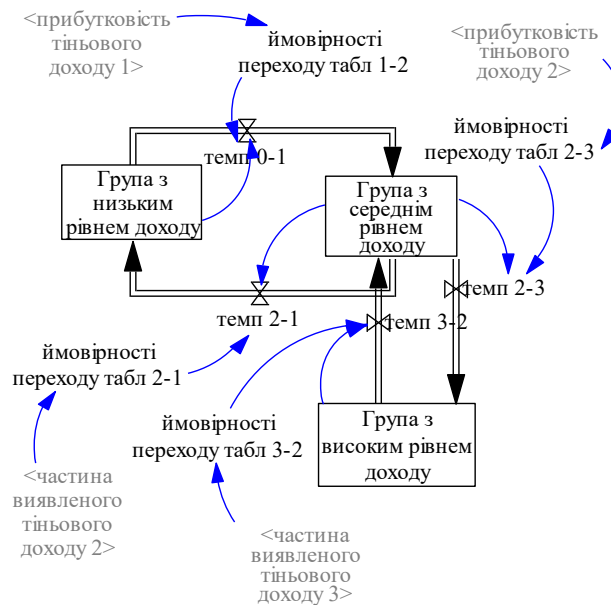 <прибутковість
тіньового
доходу 1>
ймовірності
переходу табл 1-2
<прибутковість
тіньового
доходу 2>
ймовірності
переходу табл 2-3
темп 0-1
Група з
низьким
рівнем доходу
Група з
середнім
рівнем
доходу
темп 2-3
темп 2-1
темп 3-2
ймовірності
переходу табл 2-1
ймовірності
переходу табл 3-2
Група з
високим рівнем
доходу
<частина
виявленого
тіньового
доходу 2>
<частина
виявленого
тіньового
доходу 3>